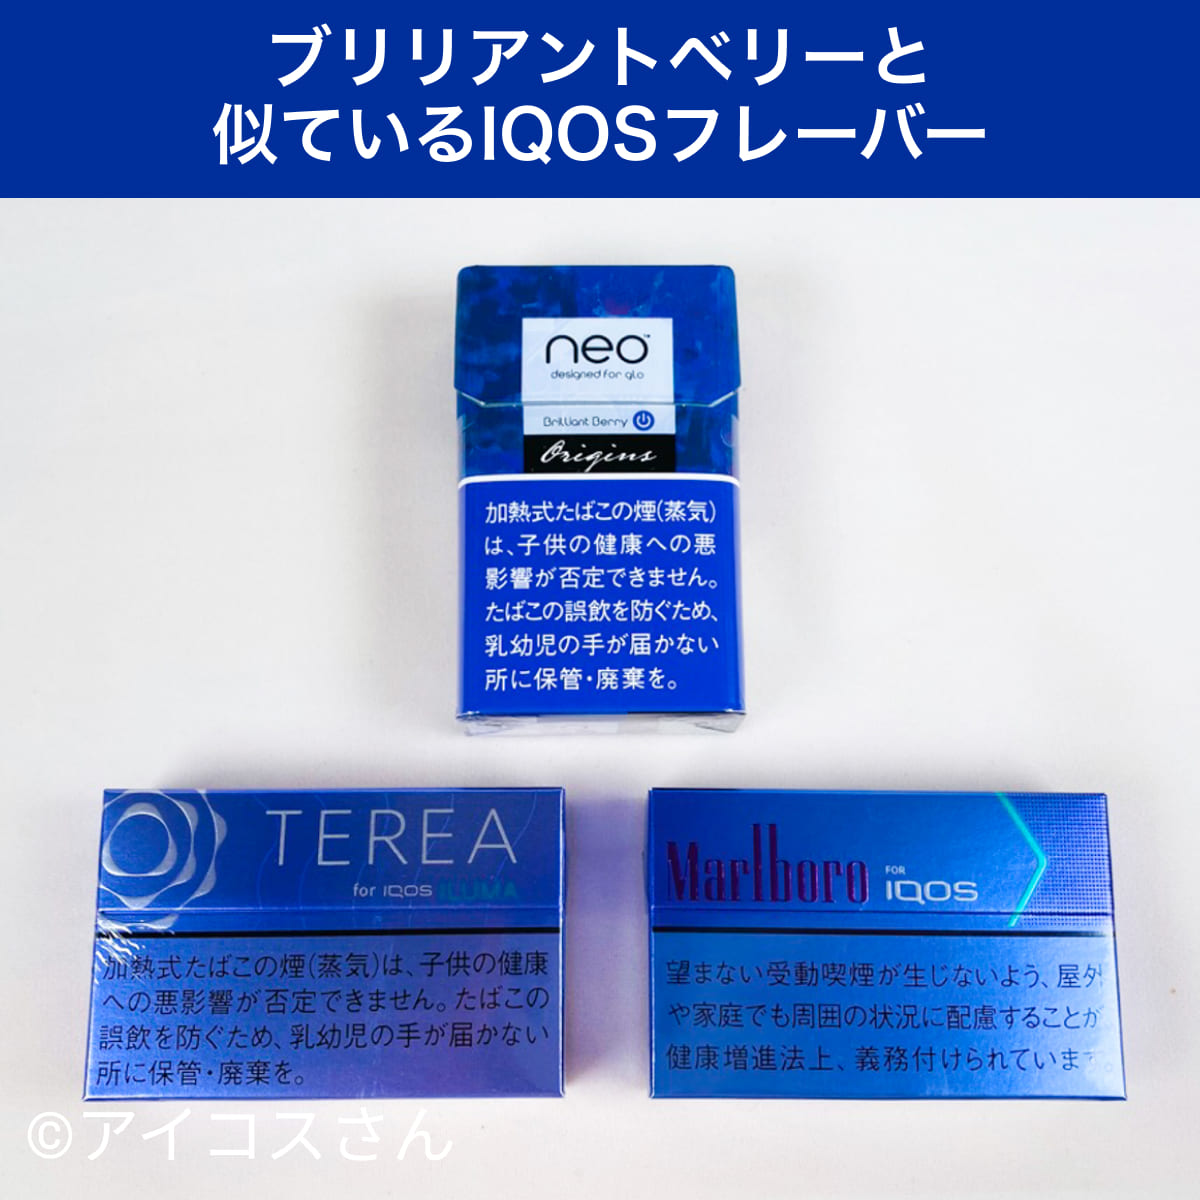 ブリリアントベリーと
似ているIQOSフレーバー
neo™
designed for glo
Brilliant Berry
Origins
加熱式たばこの煙(蒸気)
は、子供の健康への悪
影響が否定できません。
たばこの誤飲を防ぐため、
乳幼児の手が届かない
所に保管・廃棄を。
TEREA
for IQOS ILUMA
加熱式たばこの煙(蒸気)は、子供の健康
への悪影響が否定できません。たばこの
誤飲を防ぐため、乳幼児の手が届かない
所に保管・廃棄を。
Marlboro FOR IQOS
望まない受動喫煙が生じないよう、屋外
や家庭でも周囲の状況に配慮することが
健康増進法上、義務付けられています。
©アイコスさん